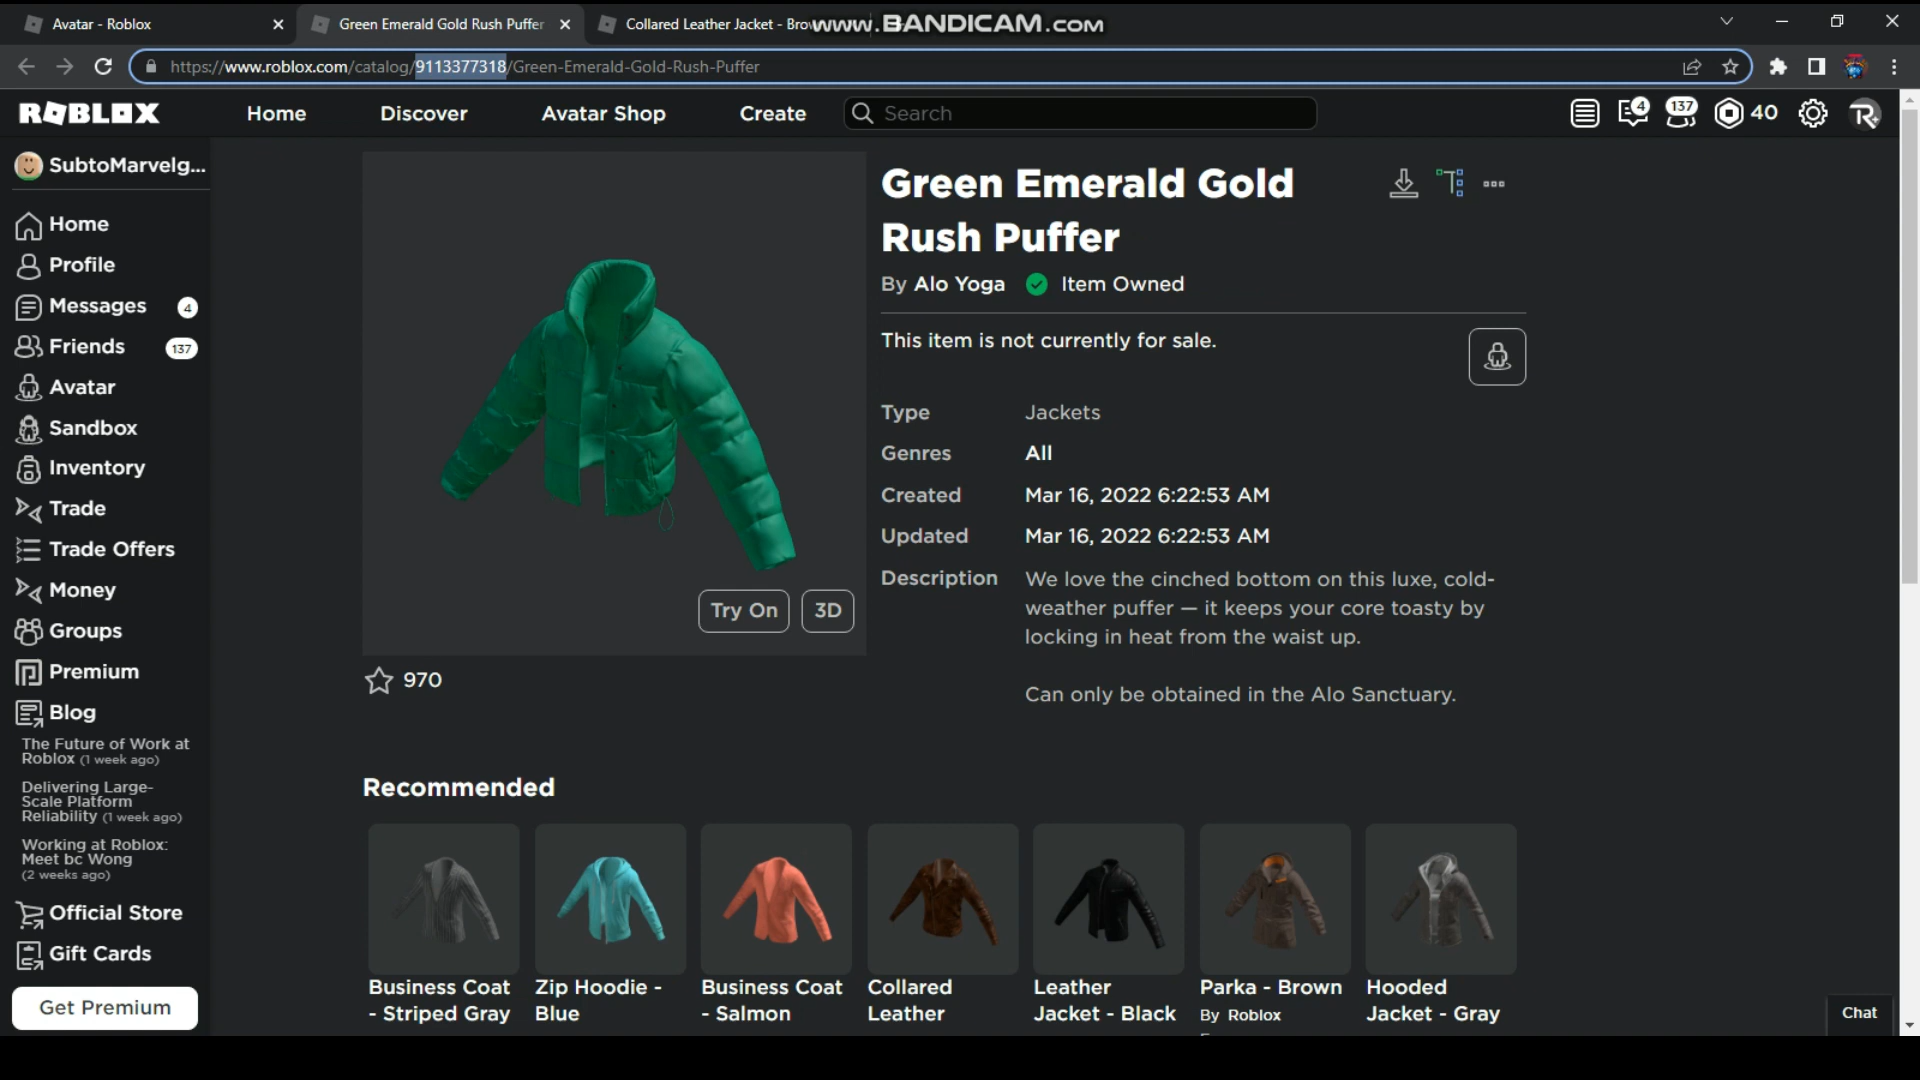 Avatar - Roblox
Green Emerald Gold Rush Puffer
Collared Leather Jacket - Bro
www.BANDICAM.com
https://www.roblox.com/catalog/9113377318/Green-Emerald-Gold-Rush-Puffer
ROBLOX
Home
Discover
Avatar Shop
Create
Search
4
137
40
SubtoMarvelg...
Home
Profile
Messages 4
Friends 137
Avatar
Sandbox
Inventory
Trade
Trade Offers
Money
Groups
Premium
Blog
The Future of Work at
Roblox (1 week ago)
Delivering Large-
Scale Platform
Reliability (1 week ago)
Working at Roblox:
Meet bc Wong
(2 weeks ago)
Official Store
Gift Cards
Get Premium
Try On
3D
970
Green Emerald Gold
Rush Puffer
By Alo Yoga Item Owned
This item is not currently for sale.
Type Jackets
Genres All
Created Mar 16, 2022 6:22:53 AM
Updated Mar 16, 2022 6:22:53 AM
Description We love the cinched bottom on this luxe, cold-
weather puffer — it keeps your core toasty by
locking in heat from the waist up.
Can only be obtained in the Alo Sanctuary.
Recommended
Business Coat
- Striped Gray
Zip Hoodie -
Blue
Business Coat
- Salmon
Collared
Leather
Leather
Jacket - Black
Parka - Brown
By Roblox
Hooded
Jacket - Gray
Chat